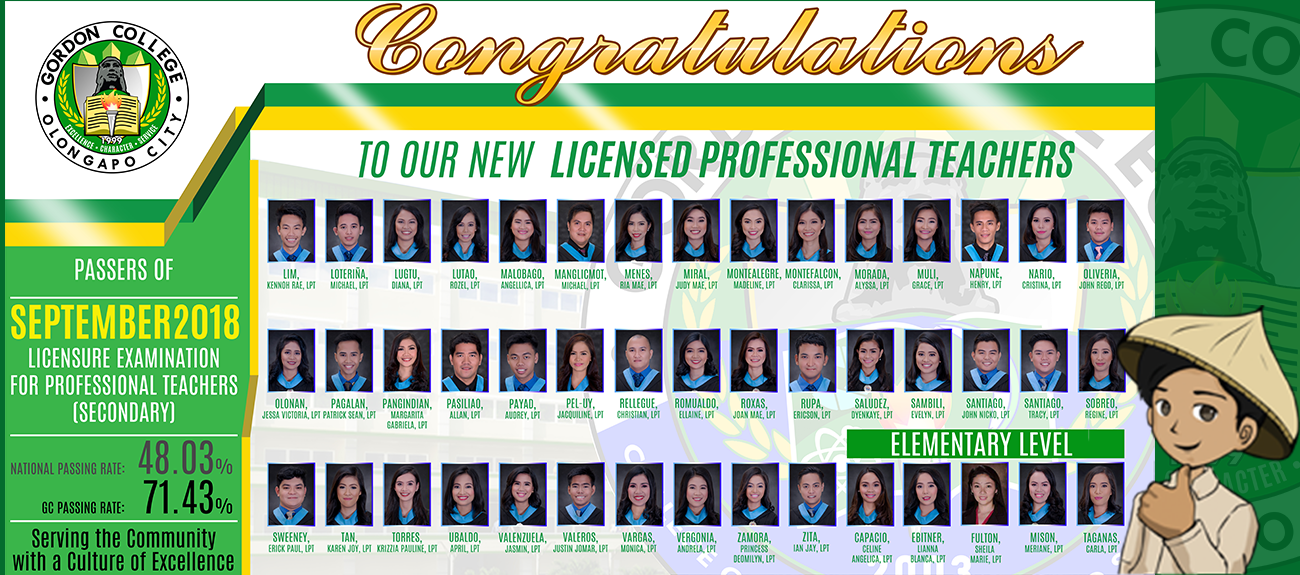 GORDON COLLEGE
EXCELLENCE • CHARACTER • SERVICE
1999
OLONGAPO CITY
Congratulations
TO OUR NEW LICENSED PROFESSIONAL TEACHERS
PASSERS OF
SEPTEMBER 2018
LICENSURE EXAMINATION
FOR PROFESSIONAL TEACHERS
(SECONDARY)
NATIONAL PASSING RATE: 48.03%
GC PASSING RATE: 71.43%
Serving the Community
with a Culture of Excellence
LIM,
KENNOH RAE, LPT
LOTERIÑA,
MICHAEL, LPT
LUGTU,
DIANA, LPT
LUTAO,
ROZEL, LPT
MALOBAGO,
ANGELLICA, LPT
MANGLICMOT,
MICHAEL, LPT
MENES,
RIA MAE, LPT
MIRAL,
JUDY MAE, LPT
MONTEALEGRE,
MADELINE, LPT
MONTEFALCON,
CLARISSA, LPT
MORADA,
ALYSSA, LPT
MULI,
GRACE, LPT
NAPUNE,
HENRY, LPT
NARIO,
CRISTINA, LPT
OLIVERIA,
JOHN REGO, LPT
OLONAN,
JESSA VICTORIA, LPT
PAGALAN,
PATRICK SEAN, LPT
PANGINDIAN,
MARGARITA
GABRIELA, LPT
PASILIAO,
ALLAN, LPT
PAYAD,
AUDREY, LPT
PEL-UY,
JACQUILINE, LPT
RELLEGUE,
CHRISTIAN, LPT
ROMUALDO,
ELLAINE, LPT
ROXAS,
JOAN MAE, LPT
RUPA,
ERICSON, LPT
SALUDEZ,
DYENKAYE, LPT
SAMBILI,
EVELYN, LPT
SANTIAGO,
JOHN NICKO, LPT
SANTIAGO,
TRACY, LPT
SOBREO,
REGINE, LPT
ELEMENTARY LEVEL
SWEENEY,
ERICK PAUL, LPT
TAN,
KAREN JOY, LPT
TORRES,
KRIZZIA PAULINE, LPT
UBALDO,
APRIL, LPT
VALENZUELA,
JASMIN, LPT
VALEROS,
JUSTIN JOMAR, LPT
VARGAS,
MONICA, LPT
VERGONIA,
ANDRELA, LPT
ZAMORA,
PRINCESS
DEOMILYN, LPT
ZITA,
IAN JAY, LPT
CAPACIO,
CELINE
ANGELICA, LPT
EBITNER,
LIANNA
BLANCA, LPT
FULTON,
SHEILA
MARIE, LPT
MISON,
MERIANE, LPT
TAGANAS,
CARLA, LPT
2003